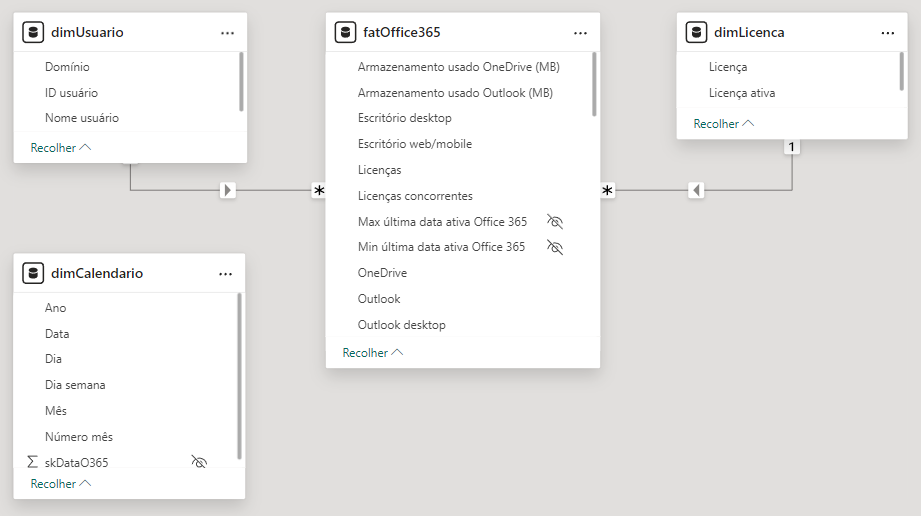 dimUsuario
Domínio
ID usuário
Nome usuário
Recolher
fatOffice365
Armazenamento usado OneDrive (MB)
Armazenamento usado Outlook (MB)
Escritório desktop
Escritório web/mobile
Licenças
Licenças concorrentes
Max última data ativa Office 365
Min última data ativa Office 365
OneDrive
Outlook
Outlook desktop
Recolher
dimLicenca
Licença
Licença ativa
Recolher
1
*
*
dimCalendario
Ano
Data
Dia
Dia semana
Mês
Número mês
∑ skDataO365
Recolher